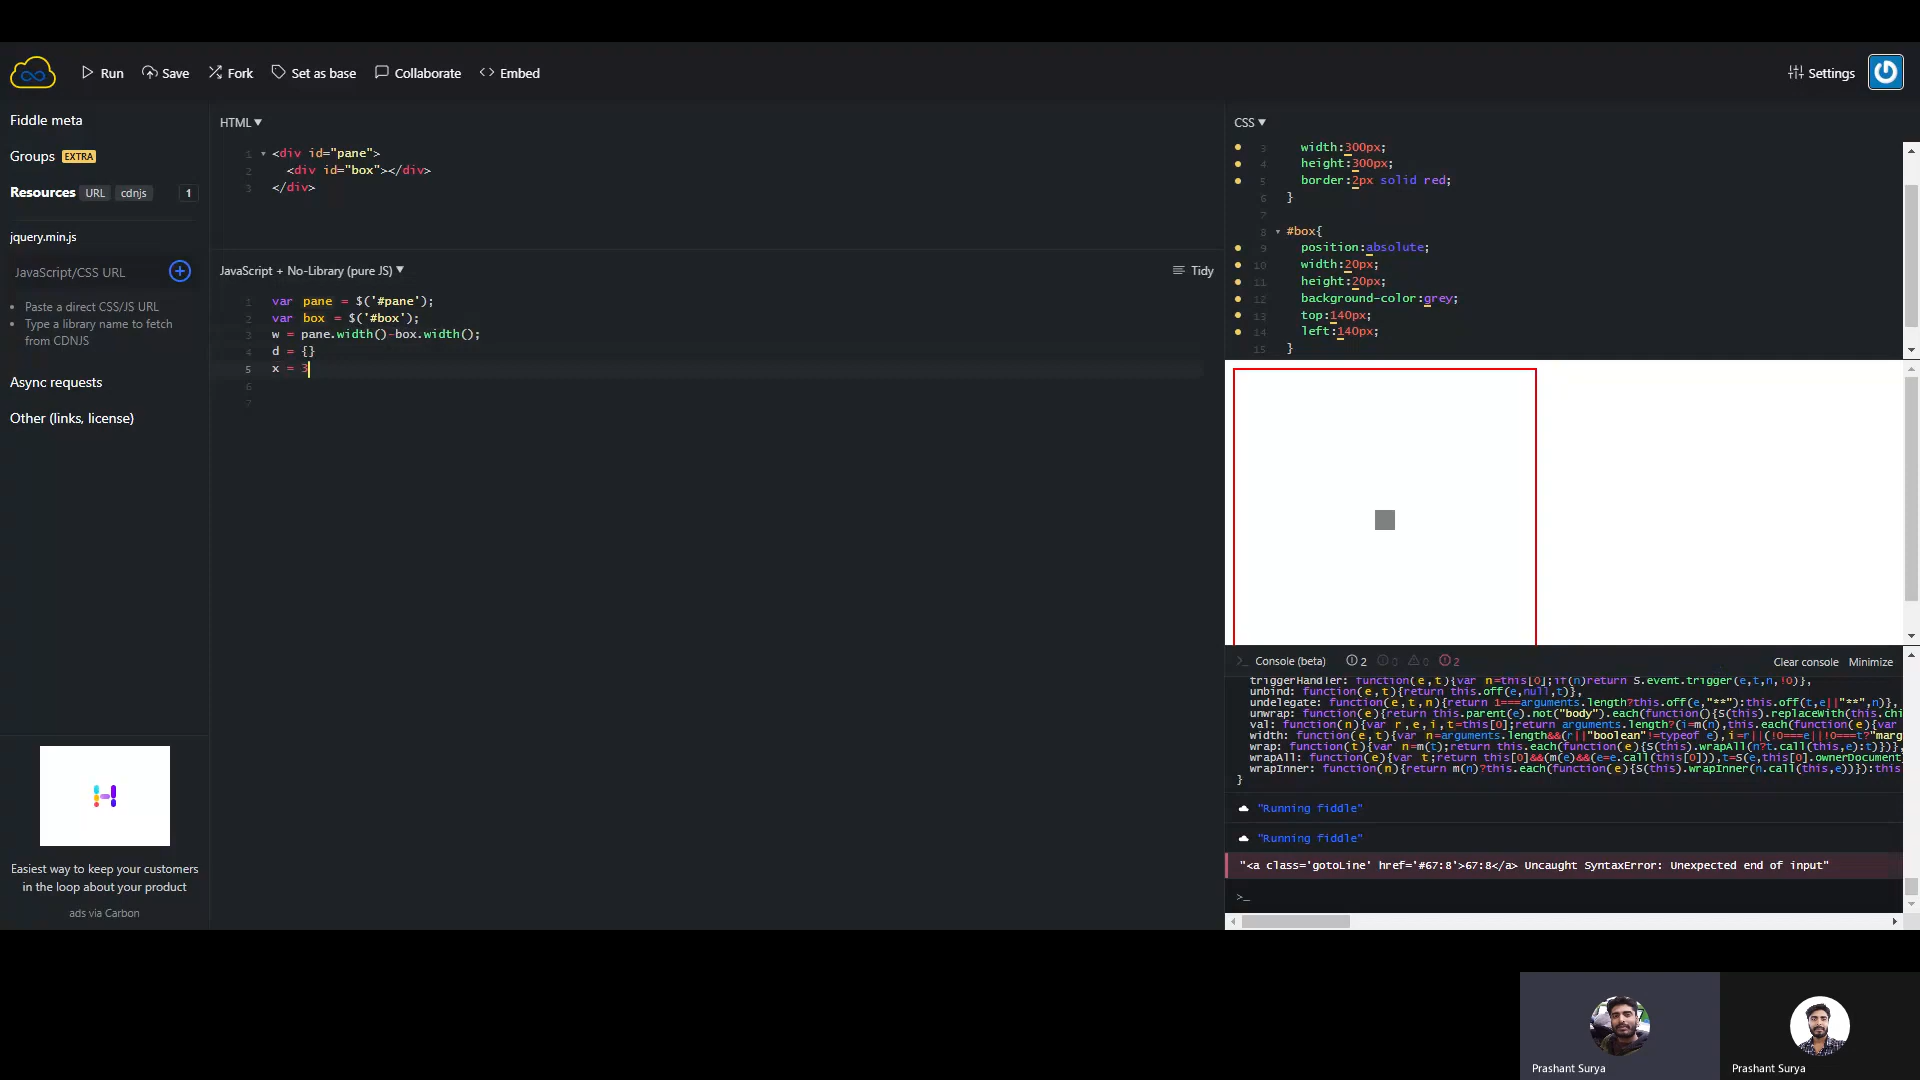 Run
Save
Fork
Set as base
Collaborate
Embed
Settings
Fiddle meta
Groups EXTRA
Resources URL cdnjs 1
jquery.min.js
JavaScript/CSS URL
Paste a direct CSS/JS URL
Type a library name to fetch
from CDNJS
Async requests
Other (links, license)
Easiest way to keep your customers
in the loop about your product
ads via Carbon
HTML
1 <div id="pane">
2 <div id="box"></div>
3 </div>
JavaScript + No-Library (pure JS)
Tidy
1 var pane = $('#pane');
2 var box = $('#box');
3 w = pane.width()-box.width();
4 d = {}
5 x = 3
6
7
CSS
3 width:300px;
4 height:300px;
5 border:2px solid red;
6 }
7
8 #box{
9 position:absolute;
10 width:20px;
11 height:20px;
12 background-color:grey;
13 top:140px;
14 left:140px;
15 }
>_ Console (beta) 2 0 0 2 Clear console Minimize
triggerHandler: function(e,t){var n=this[0];if(n)return S.event.trigger(e,t,n,!0)},
unbind: function(e,t){return this.off(e,null,t)},
undelegate: function(e,t,n){return 1===arguments.length?this.off(e,"**"):this.off(t,e||"**",n)},
unwrap: function(e){return this.parent(e).not("body").each(function(){S(this).replaceWith(this.chi
val: function(n){var r,e,i,t=this[0];return arguments.length?(i=m(n),this.each(function(e){var
width: function(e,t){var n=arguments.length&&(r||"boolean"!=typeof e),i=r||(!0===e||!0===t?"marg
wrap: function(t){var n=m(t);return this.each(function(e){S(this).wrapAll(n?t.call(this,e):t)})},
wrapAll: function(e){var t;return this[0]&&(m(e)&&(e=e.call(this[0])),t=S(e,this[0].ownerDocument
wrapInner: function(n){return m(n)?this.each(function(e){S(this).wrapInner(n.call(this,e))}):this
}
"Running fiddle"
"Running fiddle"
"<a class='gotoLine' href='#67:8'>67:8</a> Uncaught SyntaxError: Unexpected end of input"
>_
Prashant Surya
Prashant Surya